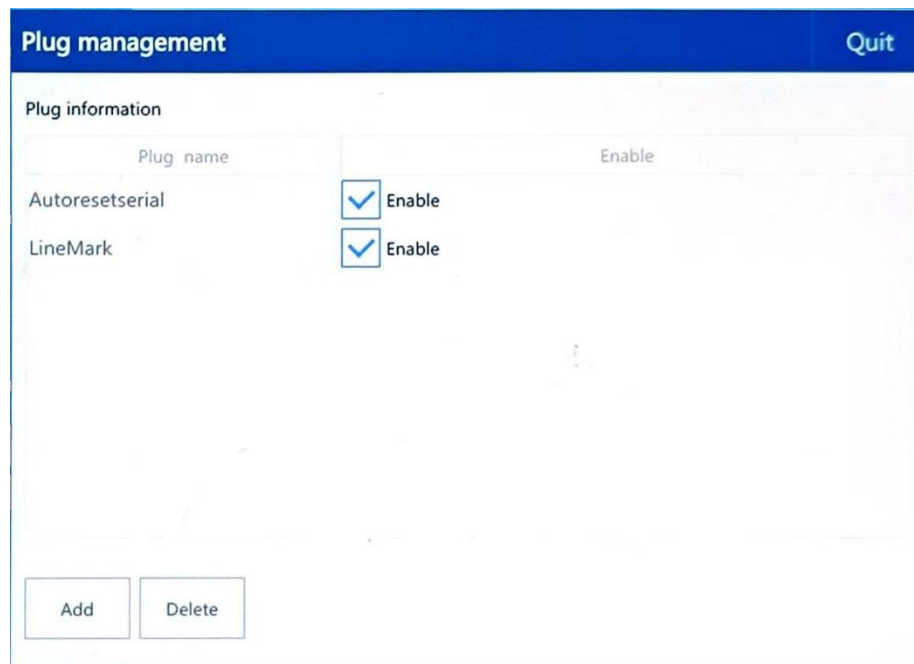 Plug management Quit
Plug information
Plug name Enable
Autoresetserial Enable
LineMark Enable
Add Delete